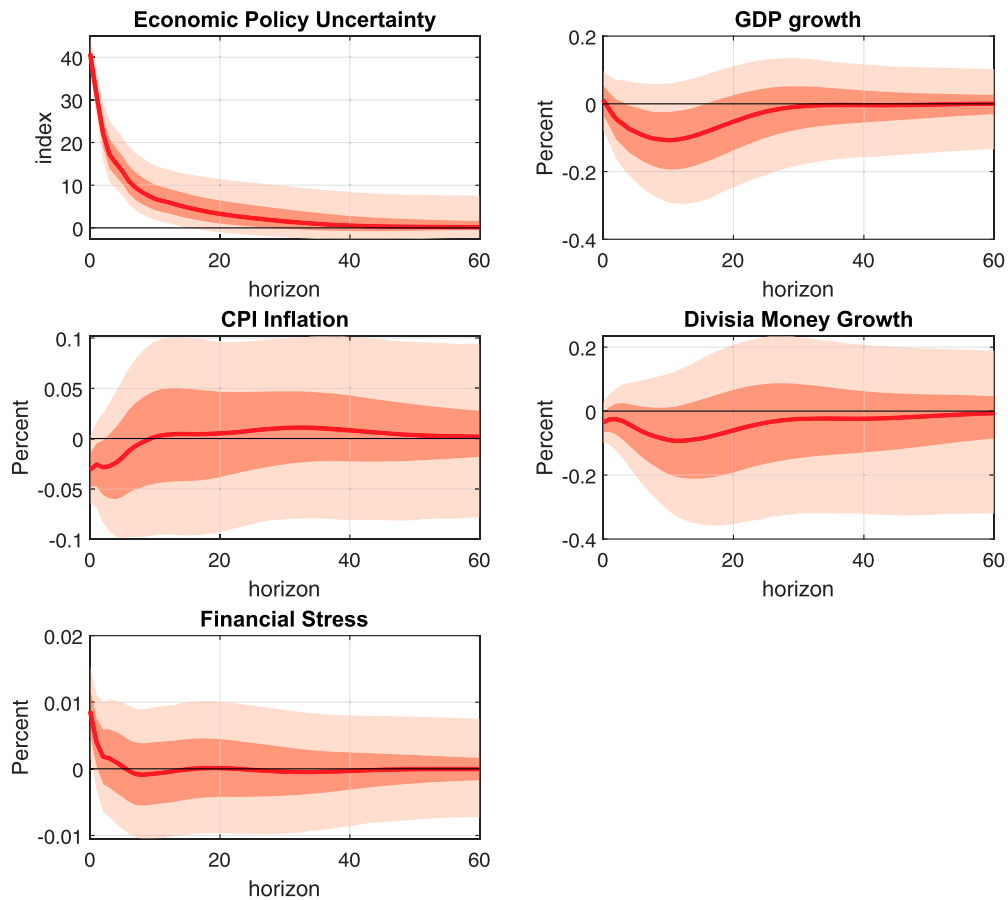 Economic Policy Uncertainty
40
30
20
10
0
index
0 20 40 60
horizon
GDP growth
0.2
0
-0.2
-0.4
Percent
0 20 40 60
horizon
CPI Inflation
0.1
0.05
0
-0.05
-0.1
Percent
0 20 40 60
horizon
Divisia Money Growth
0.2
0
-0.2
-0.4
Percent
0 20 40 60
horizon
Financial Stress
0.02
0.01
0
-0.01
Percent
0 20 40 60
horizon